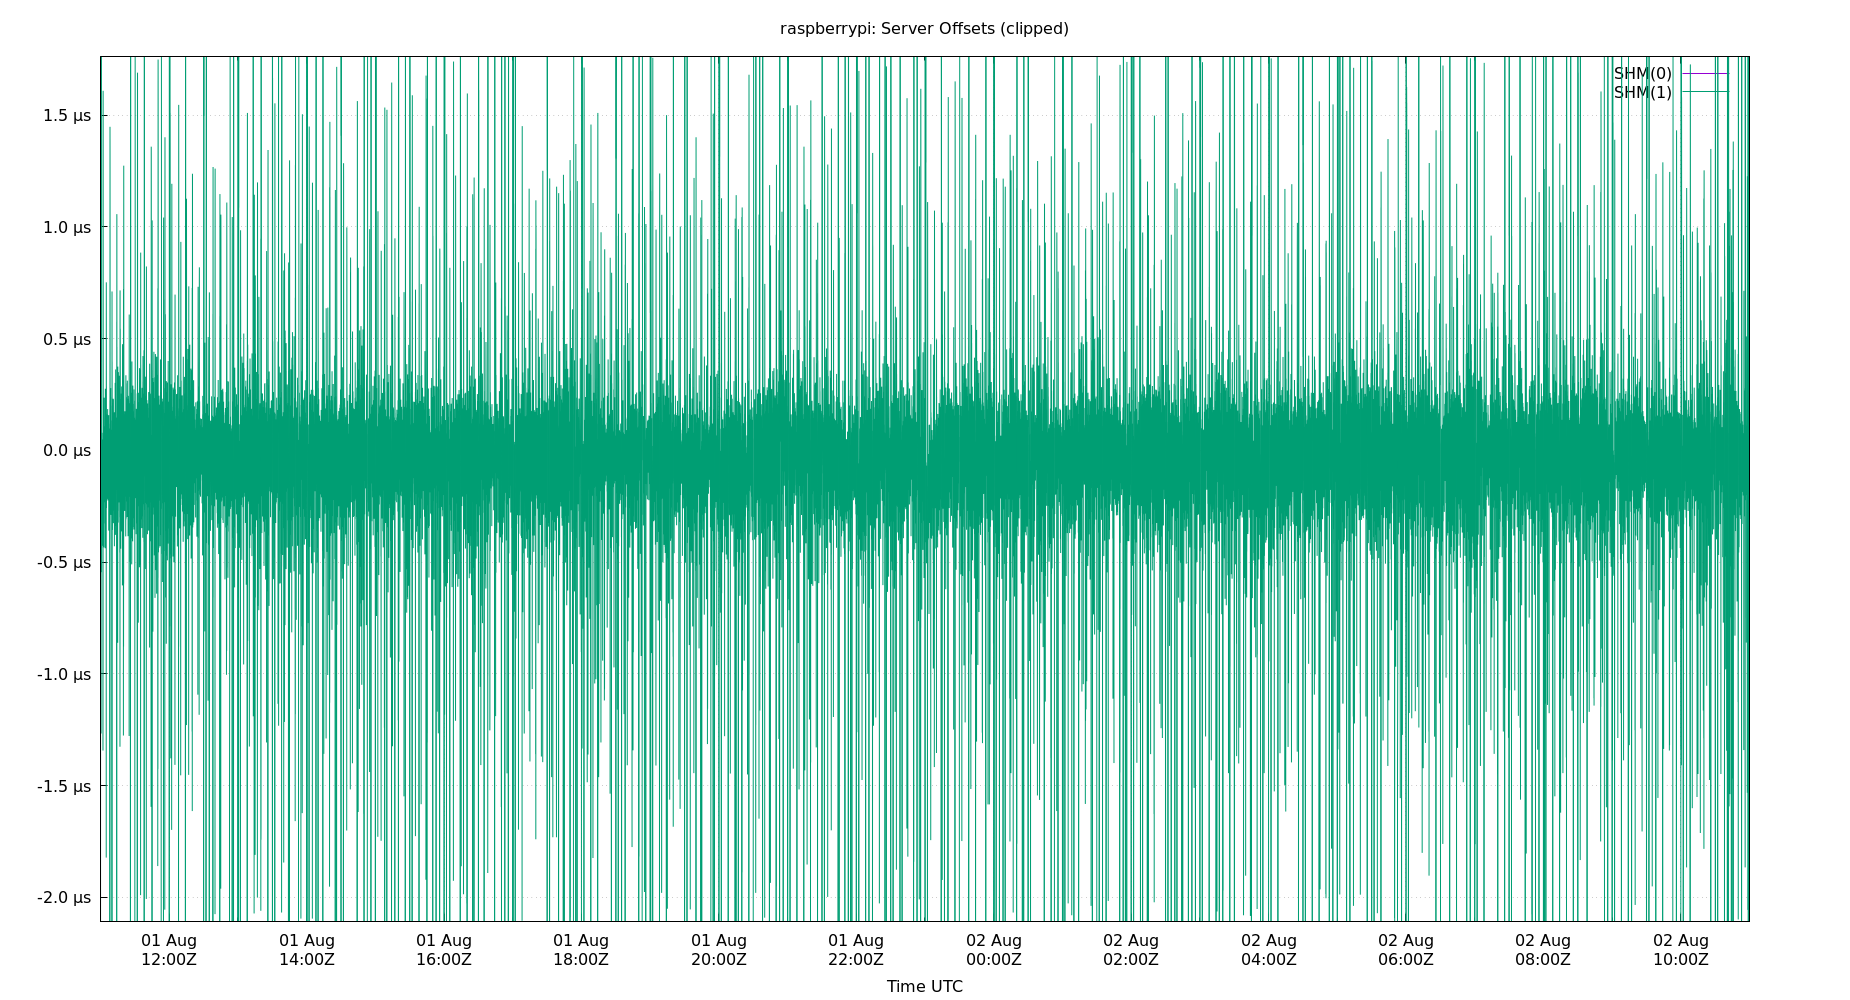 raspberrypi: Server Offsets (clipped)
SHM(0)
SHM(1)
1.5 µs
1.0 µs
0.5 µs
0.0 µs
-0.5 µs
-1.0 µs
-1.5 µs
-2.0 µs
01 Aug 01 Aug 01 Aug 01 Aug 01 Aug 01 Aug 02 Aug 02 Aug 02 Aug 02 Aug 02 Aug 02 Aug
12:00Z 14:00Z 16:00Z 18:00Z 20:00Z 22:00Z 00:00Z 02:00Z 04:00Z 06:00Z 08:00Z 10:00Z
Time UTC